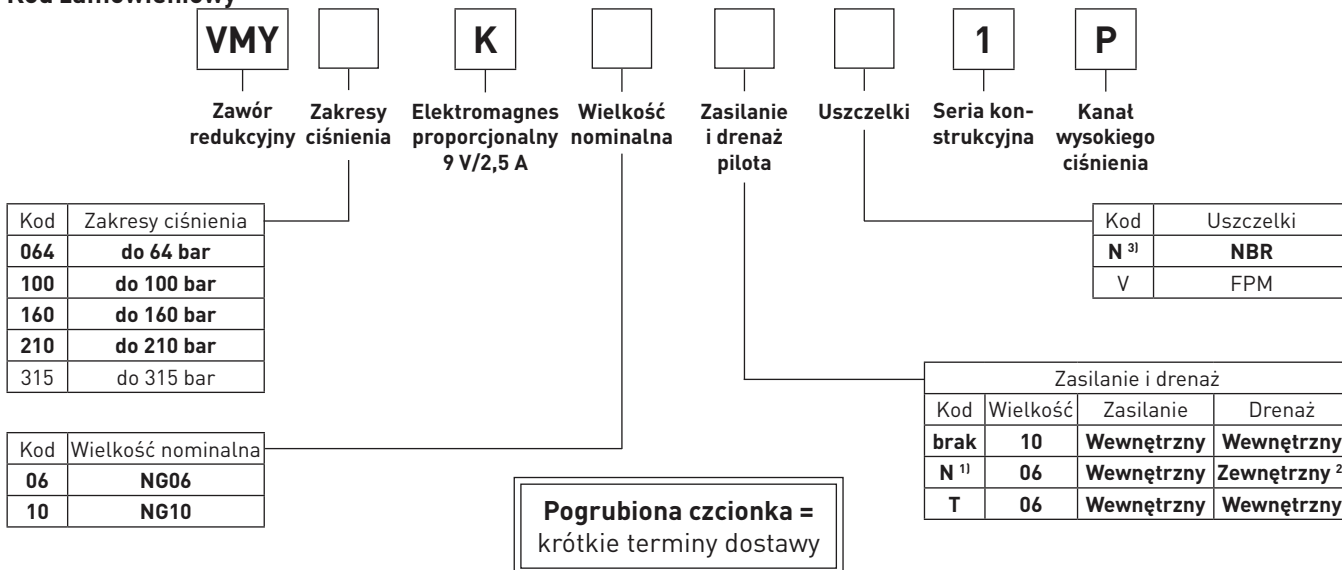 Kod zamówieniowy
VMY K 1 P
Zawór redukcyjny
Zakresy ciśnienia
Elektromagnes proporcjonalny 9 V/2,5 A
Wielkość nominalna
Zasilanie i drenaż pilota
Uszczelki
Seria kon-
strukcyjna
Kanał wysokiego ciśnienia
Kod Zakresy ciśnienia
064 do 64 bar
100 do 100 bar
160 do 160 bar
210 do 210 bar
315 do 315 bar
Kod Wielkość nominalna
06 NG06
10 NG10
Kod Uszczelki
N 3) NBR
V FPM
Zasilanie i drenaż
Kod Wielkość Zasilanie Drenaż
brak 10 Wewnętrzny Wewnętrzny
N 1) 06 Wewnętrzny Zewnętrzny 2
T 06 Wewnętrzny Wewnętrzny
Pogrubiona czcionka =
krótkie terminy dostawy